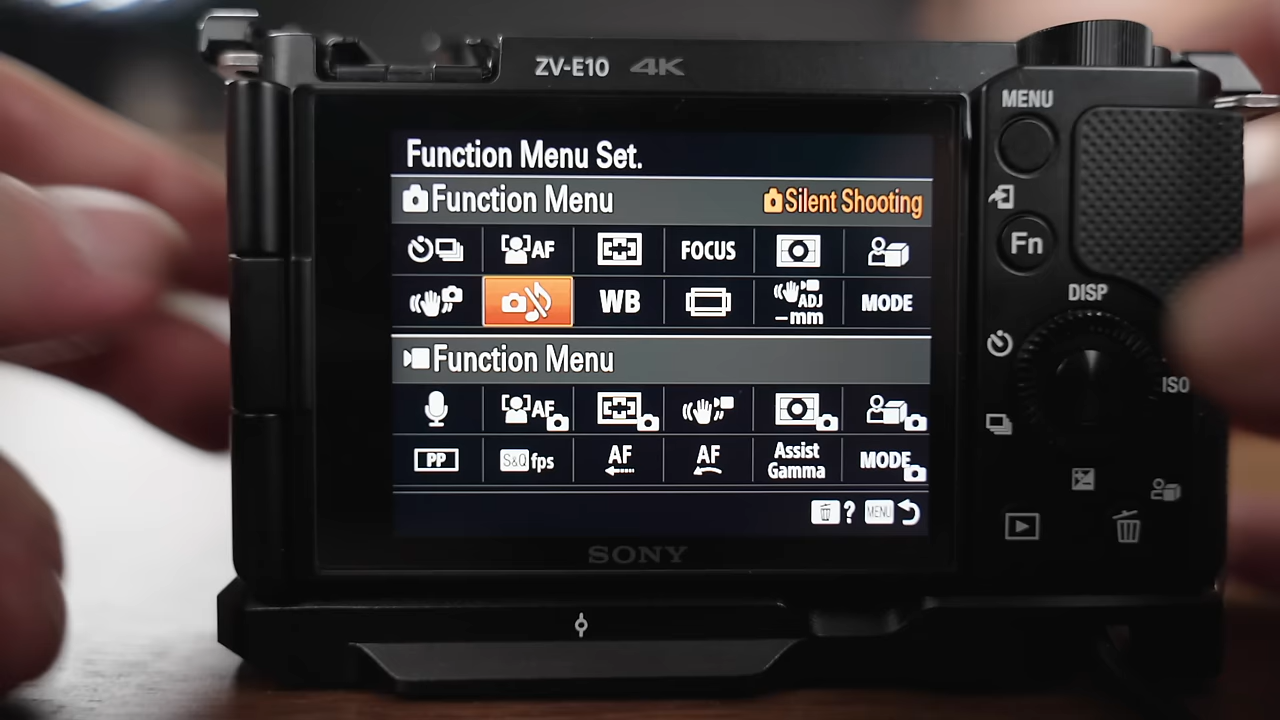 ZV-E10 4K
MENU
Function Menu Set.
Function Menu Silent Shooting
AF FOCUS
Fn
WB ADJ -mm MODE
DISP
Function Menu
ISO
AF
PP S&Q fps AF AF Assist Gamma MODE
? MENU
SONY